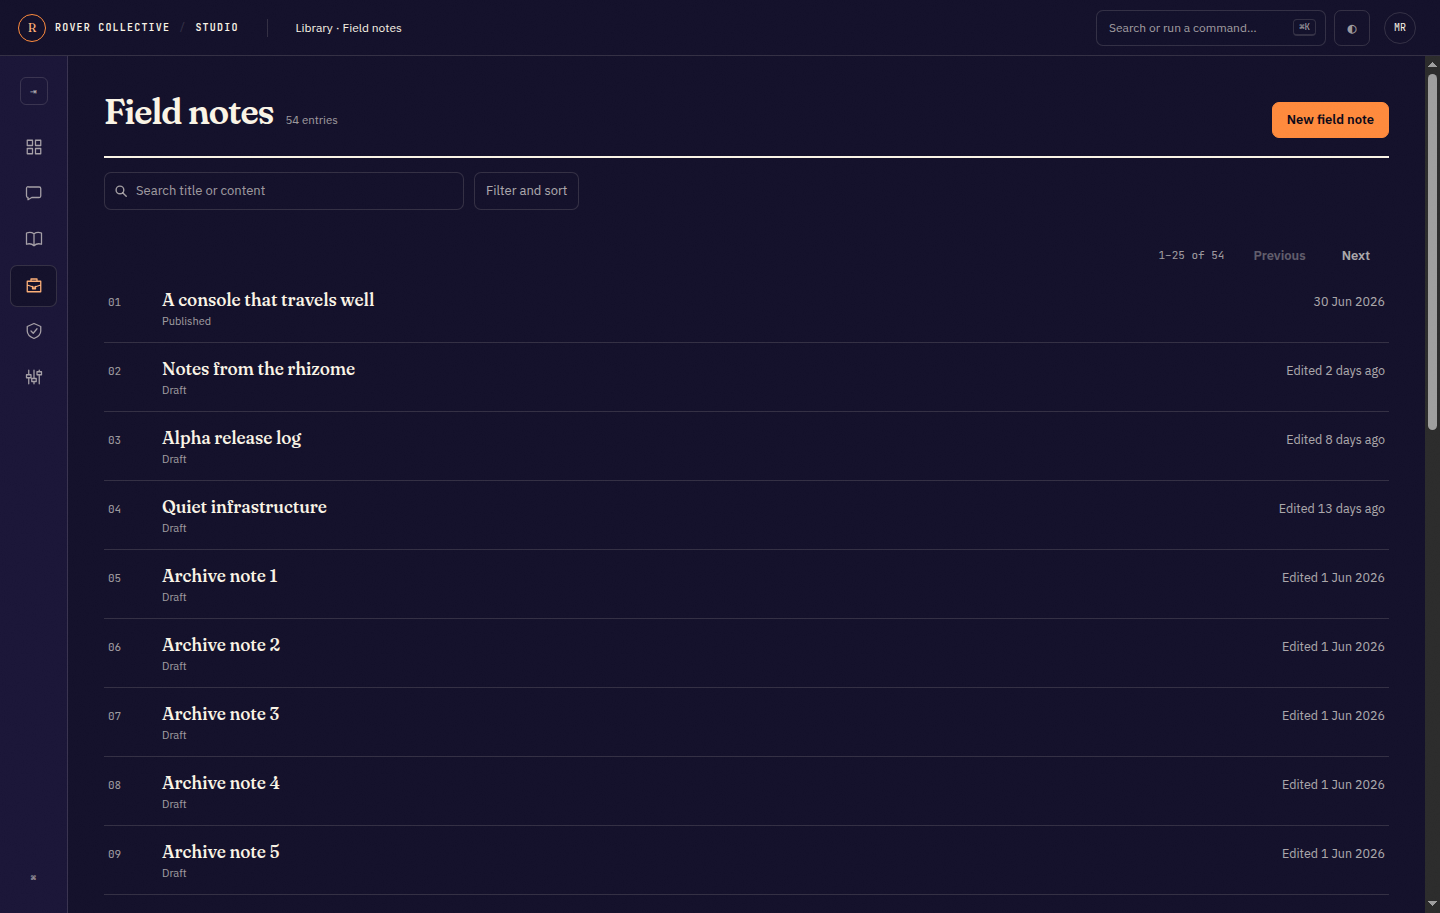 R ROVER COLLECTIVE / STUDIO Library · Field notes Search or run a command... ⌘K MR
Field notes 54 entries New field note
Search title or content Filter and sort
1–25 of 54 Previous Next
01 A console that travels well 30 Jun 2026
Published
02 Notes from the rhizome Edited 2 days ago
Draft
03 Alpha release log Edited 8 days ago
Draft
04 Quiet infrastructure Edited 13 days ago
Draft
05 Archive note 1 Edited 1 Jun 2026
Draft
06 Archive note 2 Edited 1 Jun 2026
Draft
07 Archive note 3 Edited 1 Jun 2026
Draft
08 Archive note 4 Edited 1 Jun 2026
Draft
09 Archive note 5 Edited 1 Jun 2026
Draft
⌘